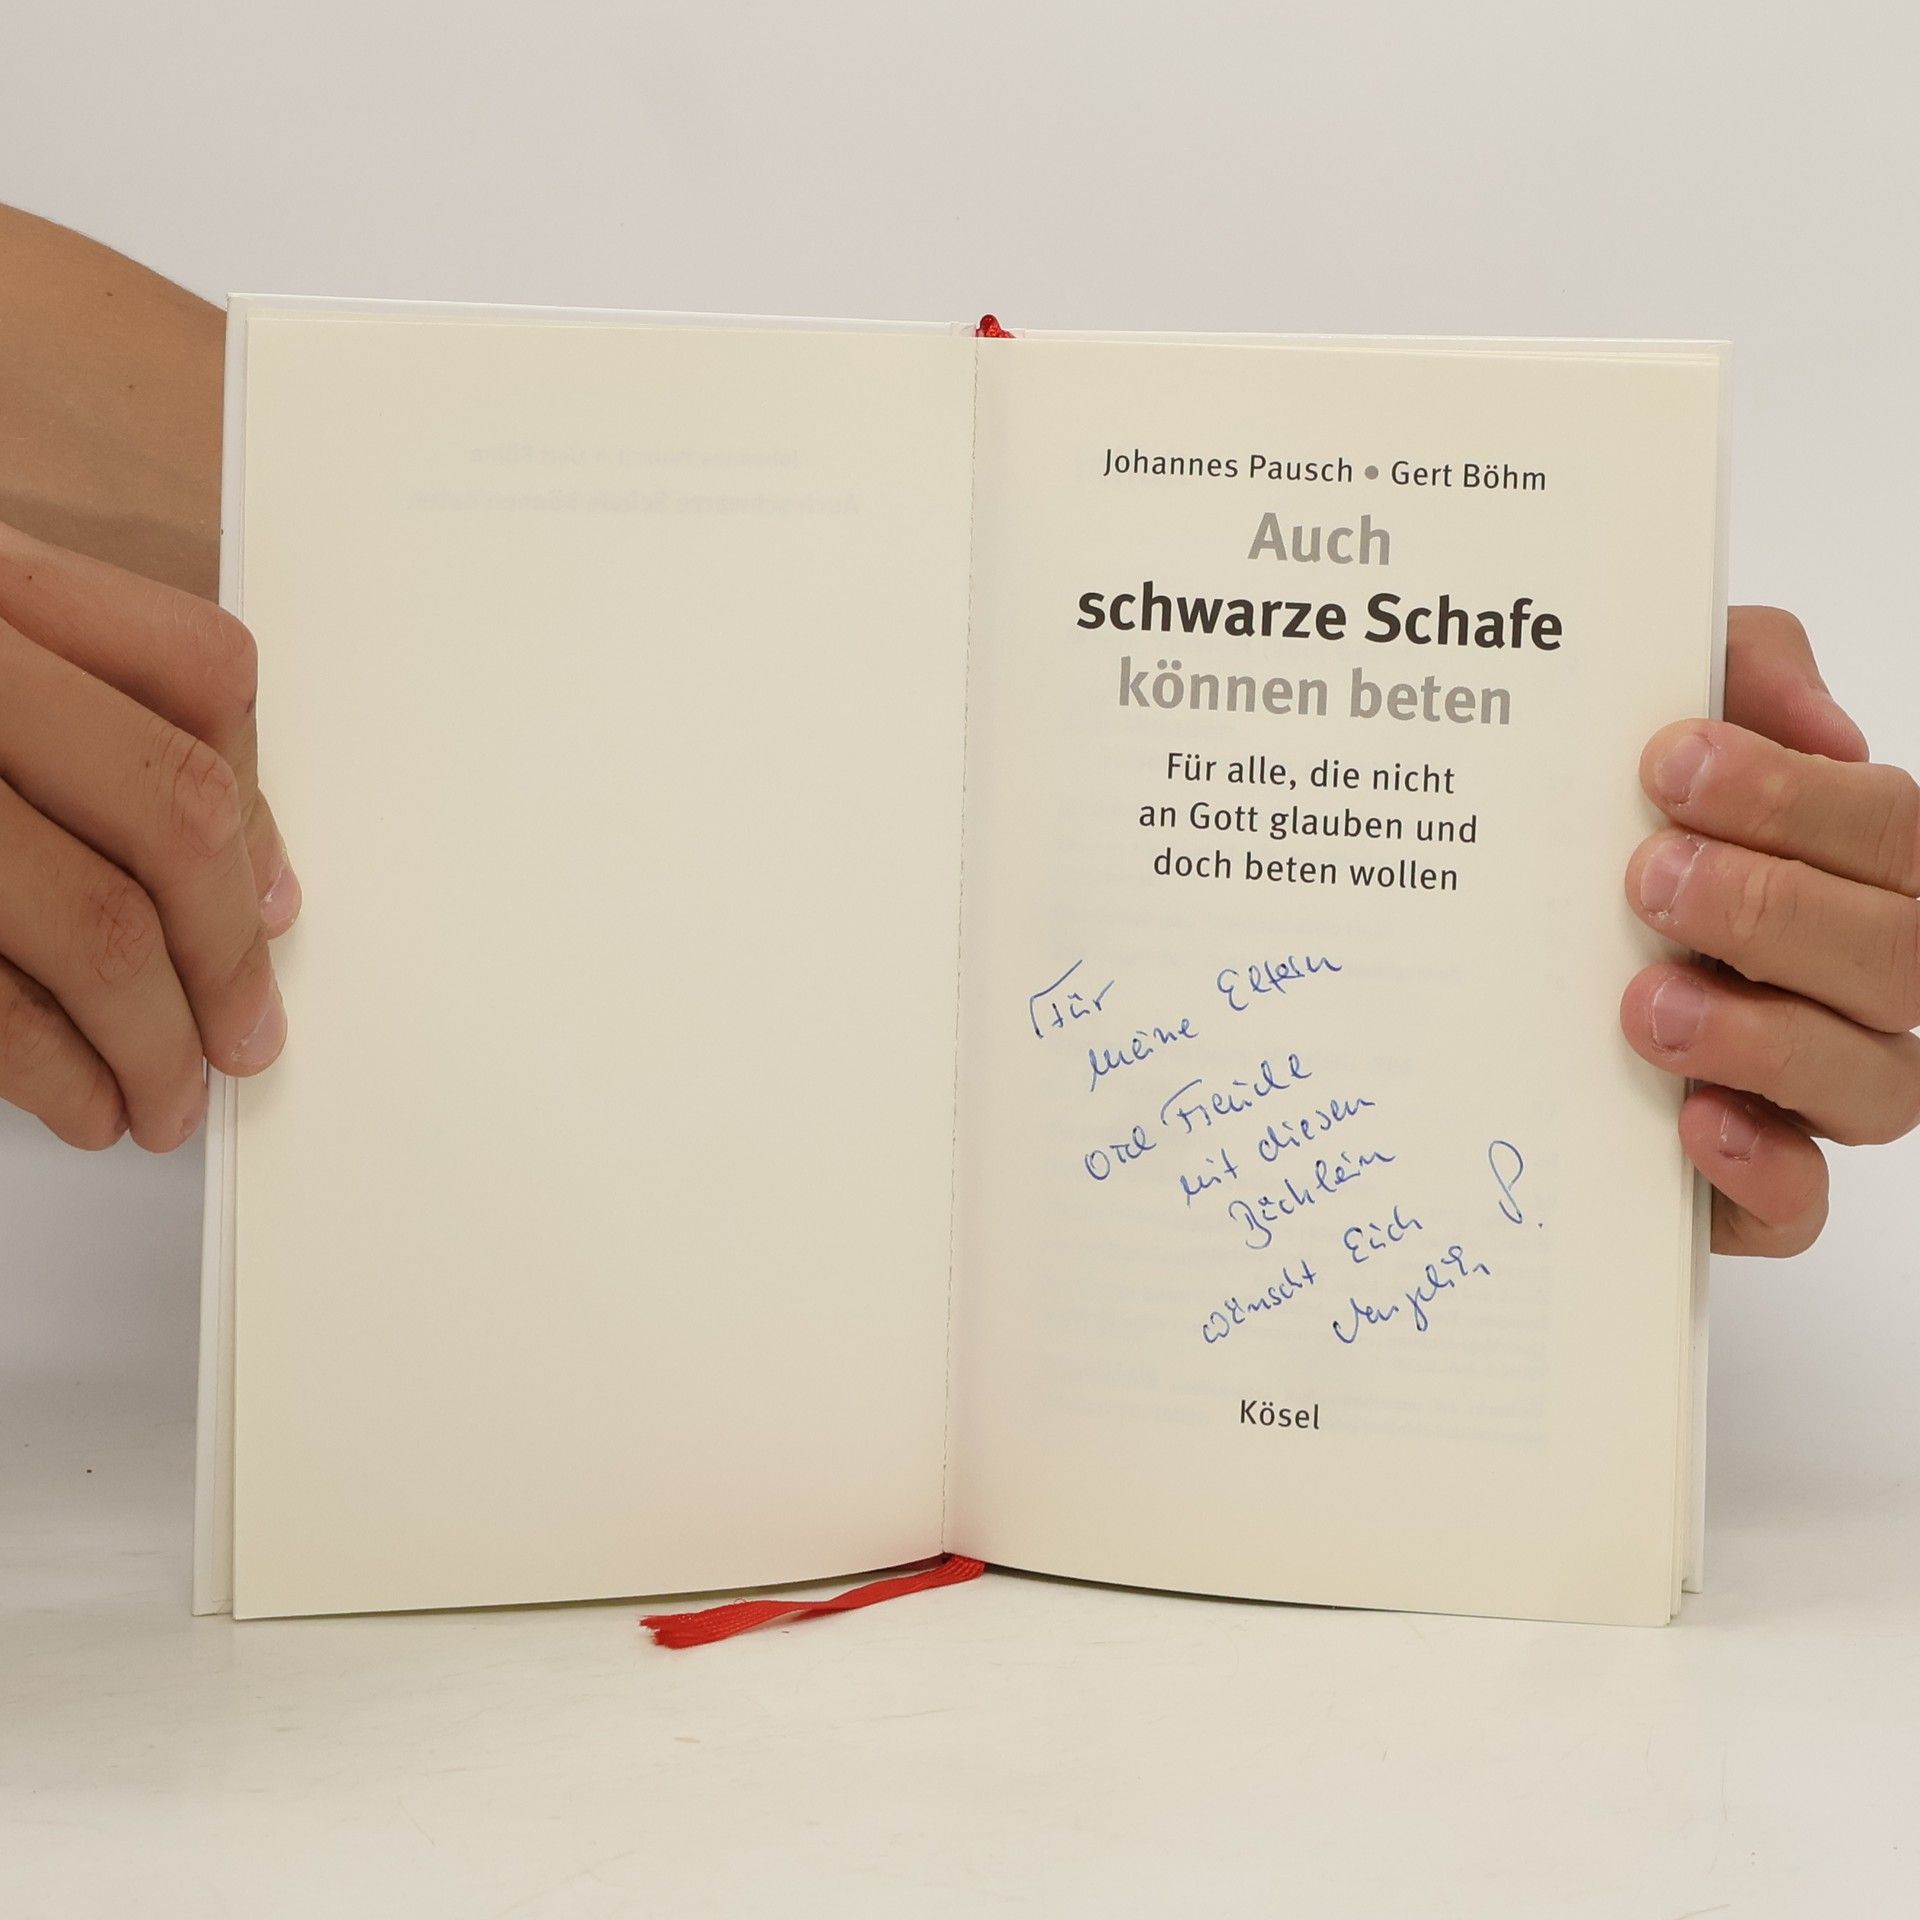 Johannes Pausch • Gert Böhm
Auch
schwarze Schafe
können beten
Für alle, die nicht
an Gott glauben und
doch beten wollen
Für
meine Eltern
Freude
mit diesem
Büchlein
wünscht Euch
P.
Kösel